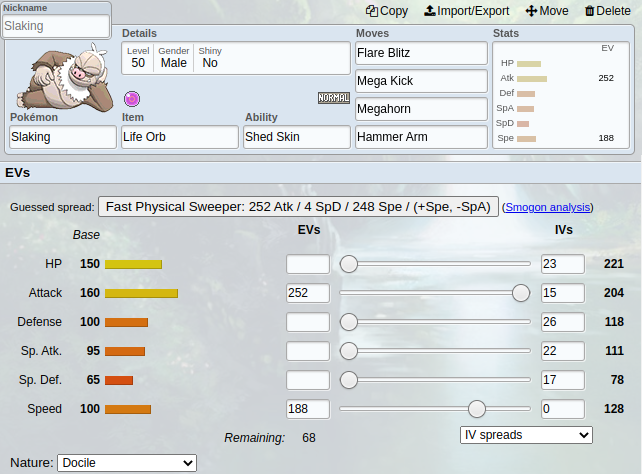 Nickname
Slaking
Copy Import/Export Move Delete
Details
Level Gender Shiny
50 Male No
NORMAL
Pokémon Item Ability
Slaking Life Orb Shed Skin
Moves
Flare Blitz
Mega Kick
Megahorn
Hammer Arm
Stats
EV
HP
Atk 252
Def
SpA
SpD
Spe 188
EVs
Guessed spread: Fast Physical Sweeper: 252 Atk / 4 SpD / 248 Spe / (+Spe, -SpA) (Smogon analysis)
Base EVs IVs
HP 150 23 221
Attack 160 252 15 204
Defense 100 26 118
Sp. Atk. 95 22 111
Sp. Def. 65 17 78
Speed 100 188 0 128
Remaining: 68 IV spreads
Nature: Docile